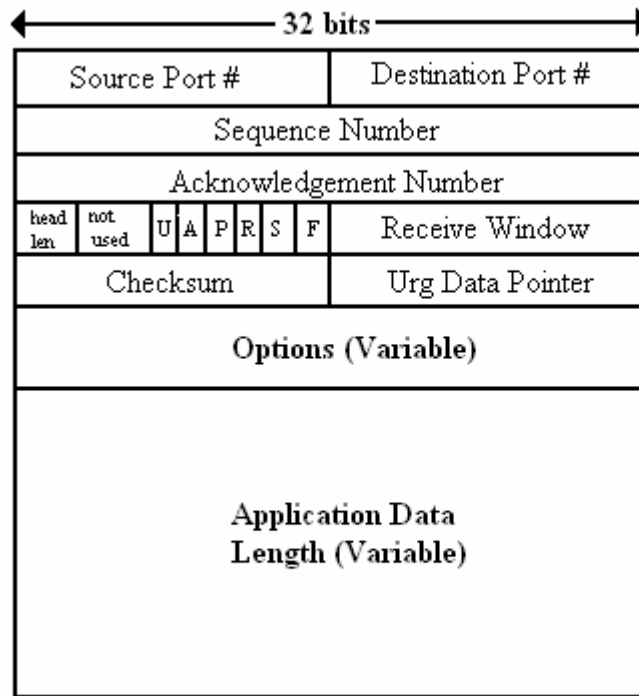 32 bits
Source Port # Destination Port #
Sequence Number
Acknowledgement Number
head len not used U A P R S F Receive Window
Checksum Urg Data Pointer
Options (Variable)
Application Data
Length (Variable)